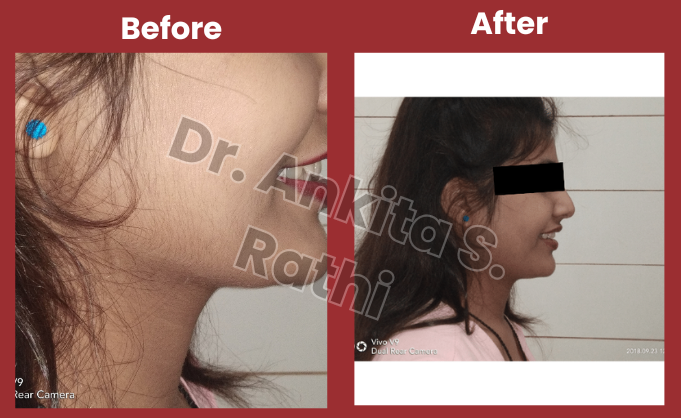 Before
After
Dr. Ankita S.
Rathi
V9
Rear Camera
Vivo V9
Dual Rear Camera